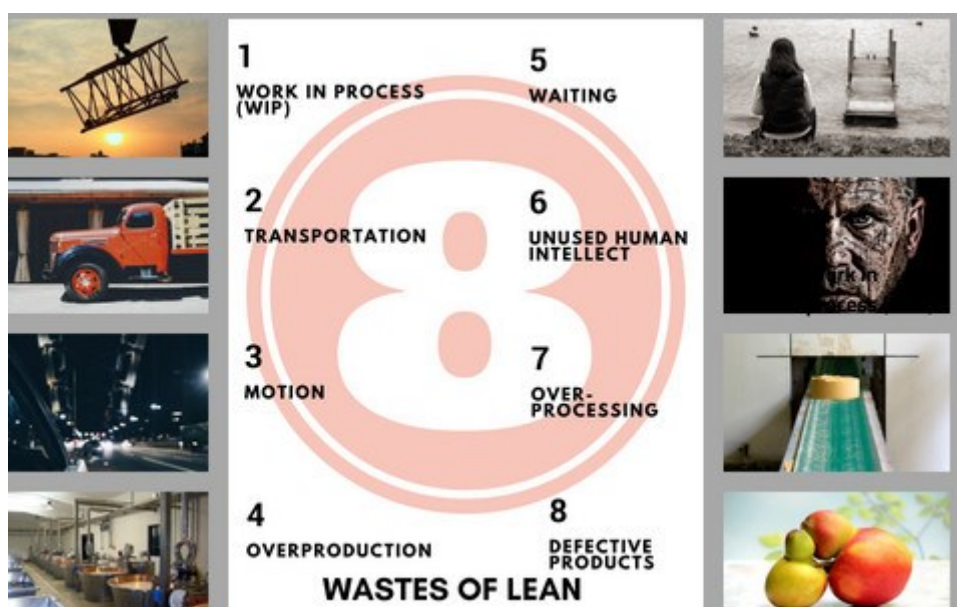 1
WORK IN PROCESS
(WIP)
2
TRANSPORTATION
3
MOTION
4
OVERPRODUCTION
5
WAITING
6
UNUSED HUMAN
INTELLECT
7
OVER-
PROCESSING
8
DEFECTIVE
PRODUCTS
8
WASTES OF LEAN